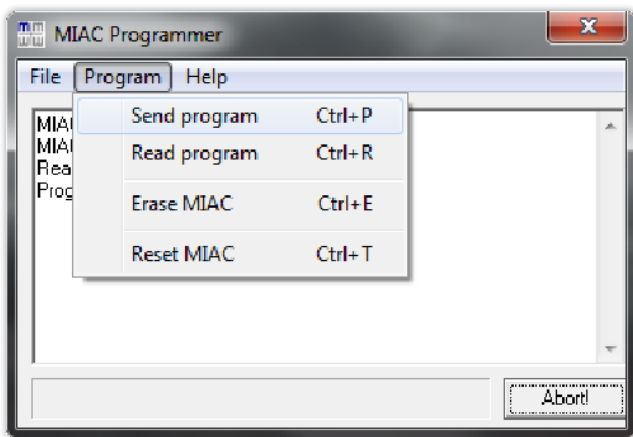 MIAC Programmer
File Program Help
Send program Ctrl+P
Read program Ctrl+R
Erase MIAC Ctrl+E
Reset MIAC Ctrl+T
Abort!